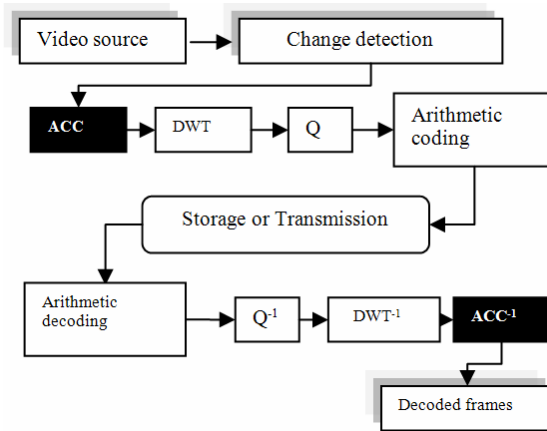 Video source
Change detection
ACC
DWT
Q
Arithmetic
coding
Storage or Transmission
Arithmetic
decoding
Q-1
DWT-1
ACC-1
Decoded frames